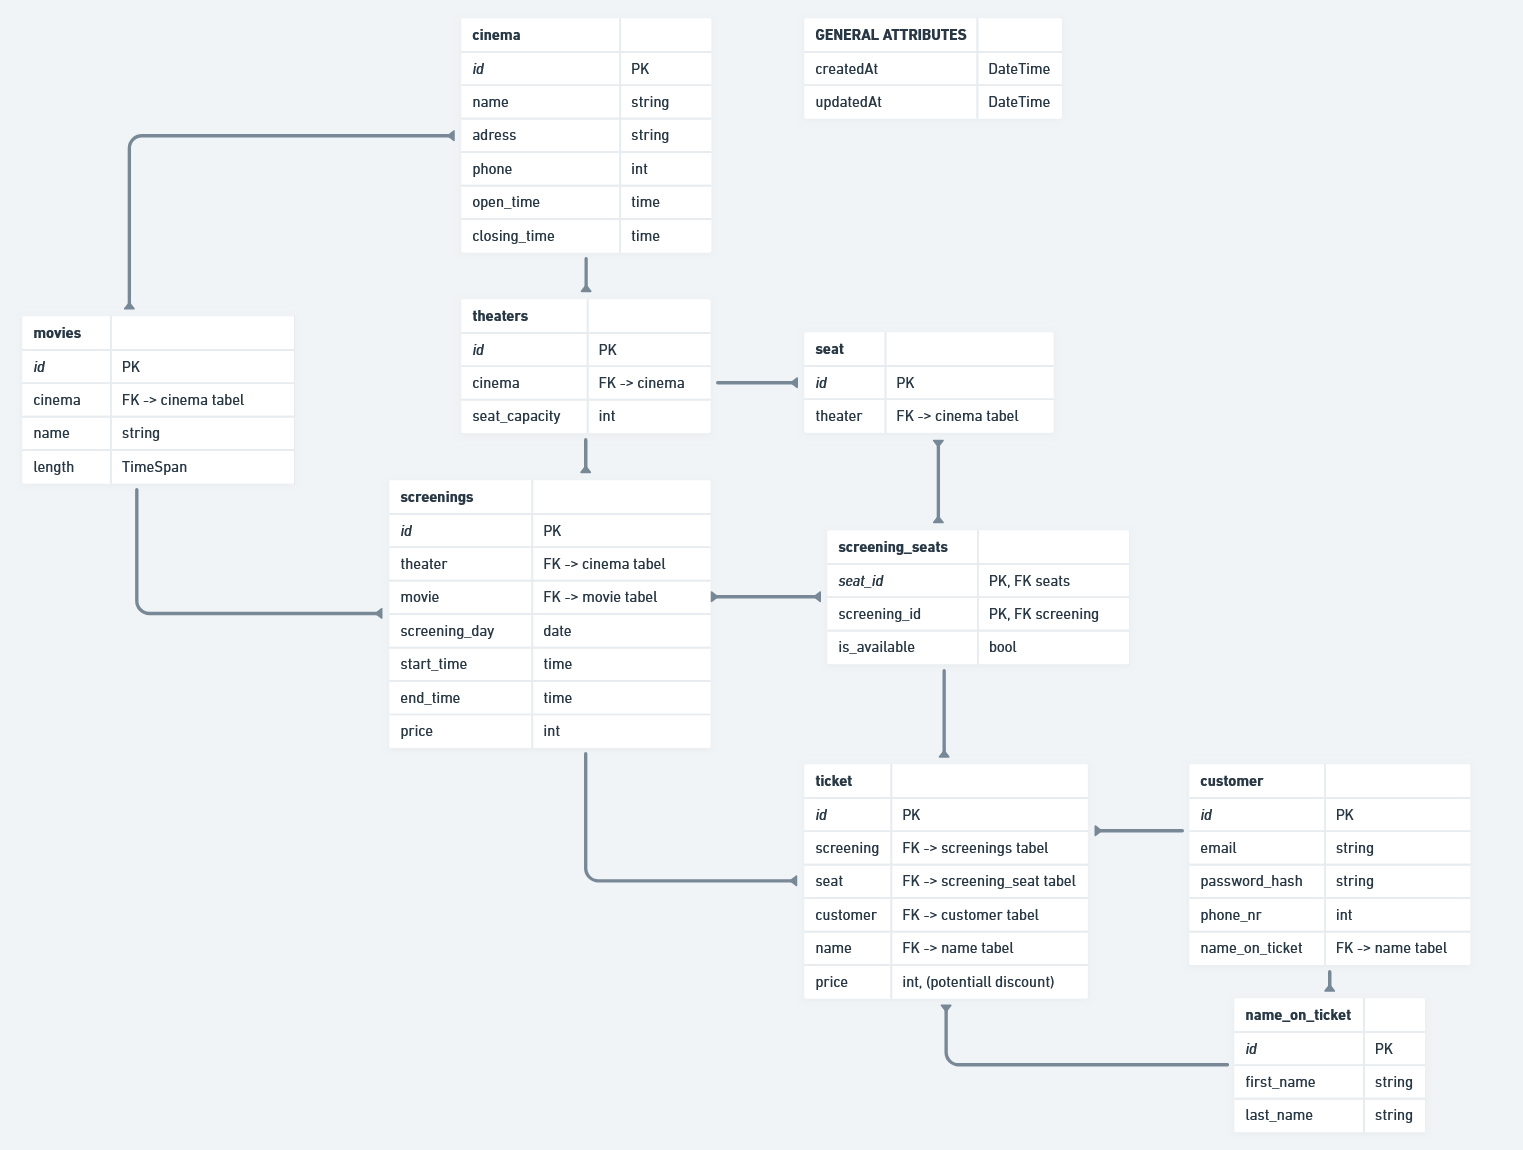 cinema
id PK
name string
adress string
phone int
open_time time
closing_time time
GENERAL ATTRIBUTES
createdAt DateTime
updatedAt DateTime
movies
id PK
cinema FK -> cinema tabel
name string
length TimeSpan
theaters
id PK
cinema FK -> cinema
seat_capacity int
seat
id PK
theater FK -> cinema tabel
screenings
id PK
theater FK -> cinema tabel
movie FK -> movie tabel
screening_day date
start_time time
end_time time
price int
screening_seats
seat_id PK, FK seats
screening_id PK, FK screening
is_available bool
ticket
id PK
screening FK -> screenings tabel
seat FK -> screening_seat tabel
customer FK -> customer tabel
name FK -> name tabel
price int, (potentiall discount)
customer
id PK
email string
password_hash string
phone_nr int
name_on_ticket FK -> name tabel
name_on_ticket
id PK
first_name string
last_name string